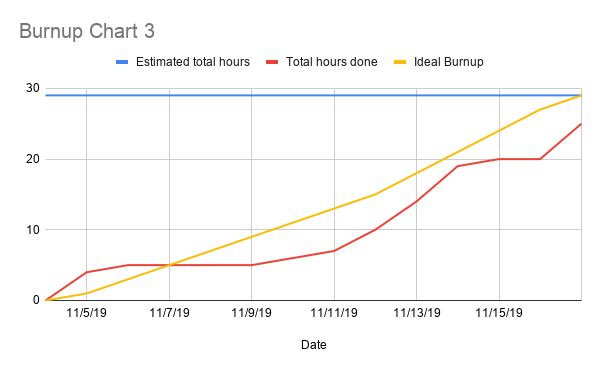 Burnup Chart 3
Estimated total hours Total hours done Ideal Burnup
30
20
10
0
11/5/19 11/7/19 11/9/19 11/11/19 11/13/19 11/15/19
Date